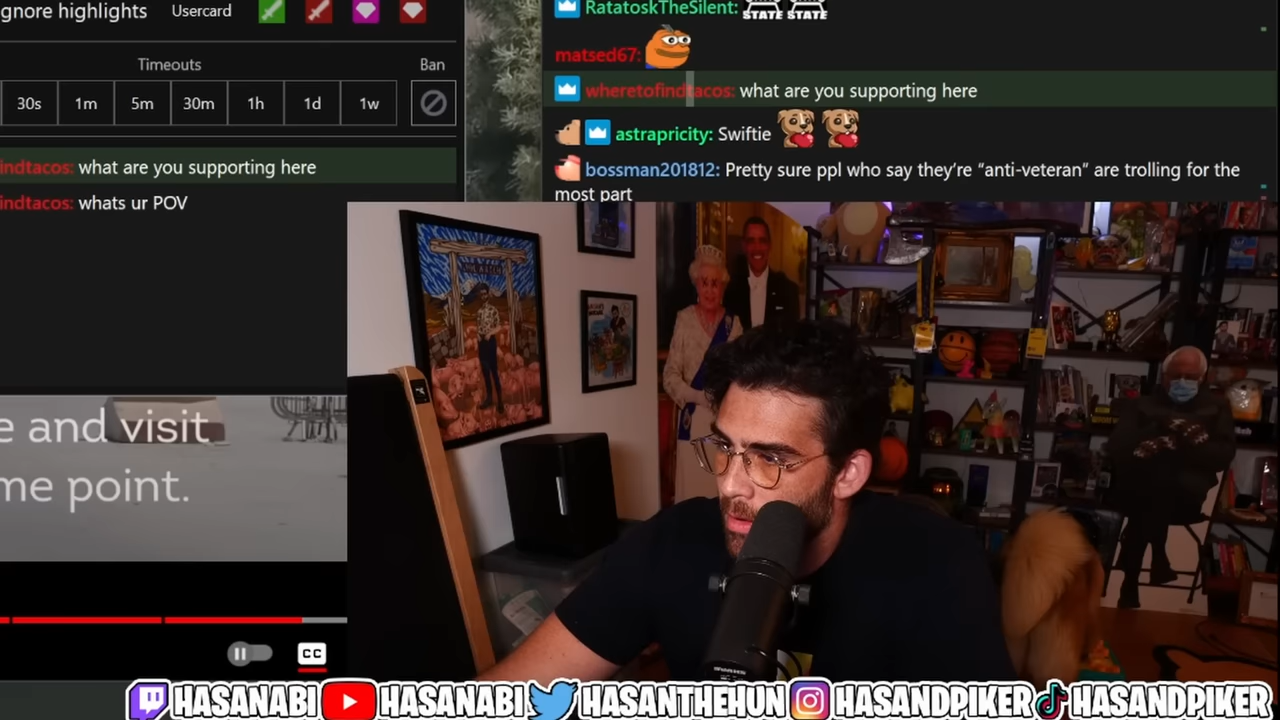 gnore highlights
Usercard
Timeouts
Ban
30s
1m
5m
30m
1h
1d
1w
indtacos: what are you supporting here
indtacos: whats ur POV
RatatoskTheSilent: STATE STATE
matsed67:
wheretofindtacos: what are you supporting here
astrapricity: Swiftie
bossman201812: Pretty sure ppl who say they’re “anti-veteran” are trolling for the
most part
e and visit
me point.
CC
HASANABI
HASANABI
HASANTHEHUN
HASANDPIKER
HASANDPIKER